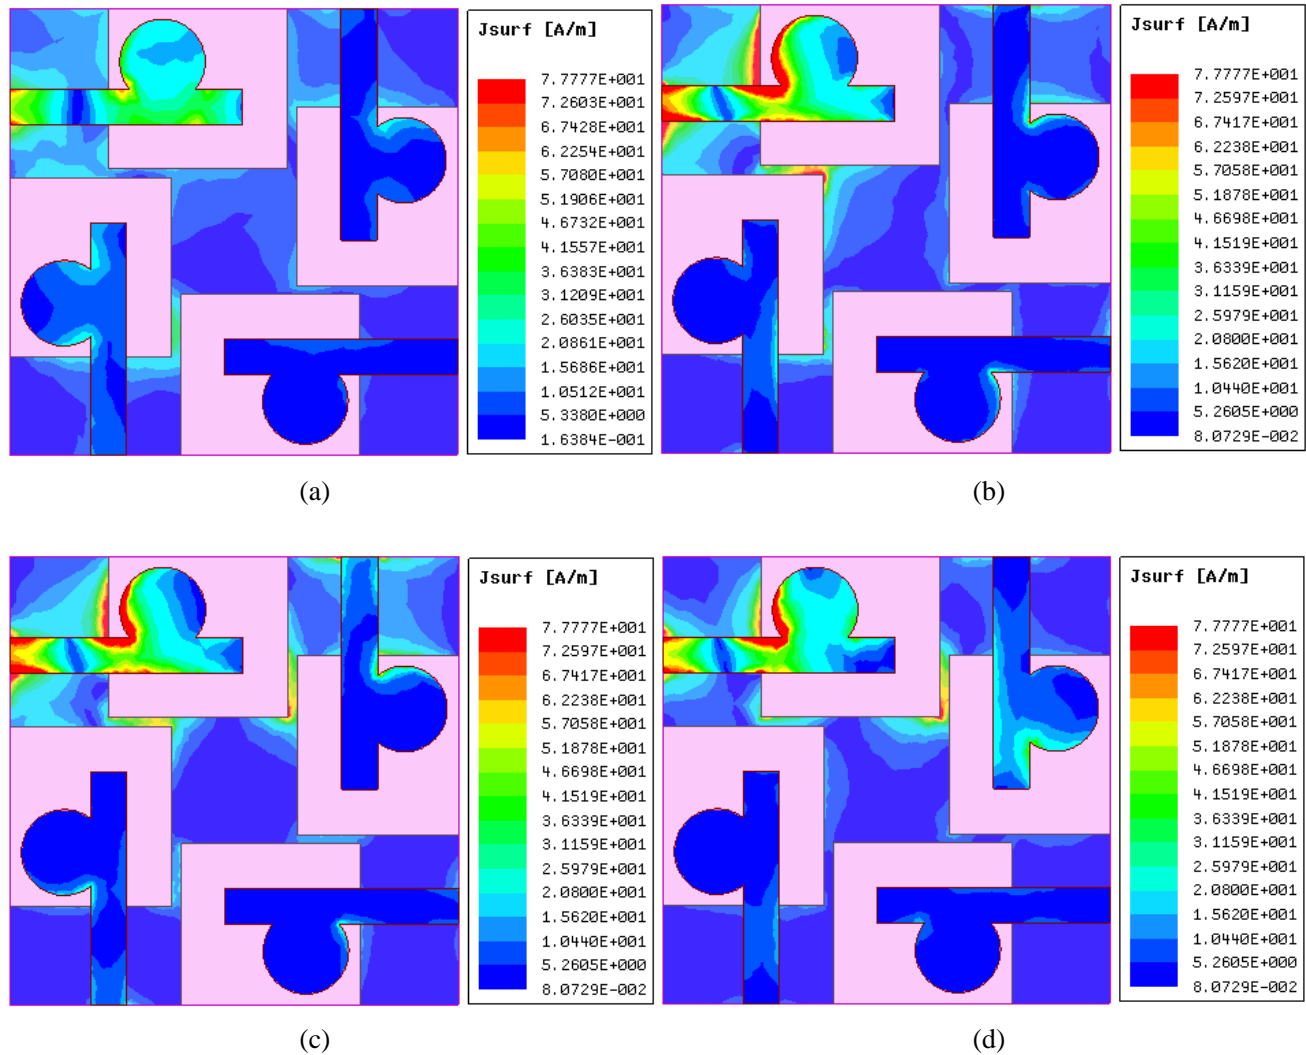 Jsurf [A/m]
7.7777E+001
7.2603E+001
6.7428E+001
6.2254E+001
5.7080E+001
5.1906E+001
4.6732E+001
4.1557E+001
3.6383E+001
3.1209E+001
2.6035E+001
2.0861E+001
1.5686E+001
1.0512E+001
5.3380E+000
1.6384E-001
(a)
Jsurf [A/m]
7.7777E+001
7.2597E+001
6.7417E+001
6.2238E+001
5.7058E+001
5.1878E+001
4.6698E+001
4.1519E+001
3.6339E+001
3.1159E+001
2.5979E+001
2.0800E+001
1.5620E+001
1.0440E+001
5.2605E+000
8.0729E-002
(b)
Jsurf [A/m]
7.7777E+001
7.2597E+001
6.7417E+001
6.2238E+001
5.7058E+001
5.1878E+001
4.6698E+001
4.1519E+001
3.6339E+001
3.1159E+001
2.5979E+001
2.0800E+001
1.5620E+001
1.0440E+001
5.2605E+000
8.0729E-002
(c)
Jsurf [A/m]
7.7777E+001
7.2597E+001
6.7417E+001
6.2238E+001
5.7058E+001
5.1878E+001
4.6698E+001
4.1519E+001
3.6339E+001
3.1159E+001
2.5979E+001
2.0800E+001
1.5620E+001
1.0440E+001
5.2605E+000
8.0729E-002
(d)